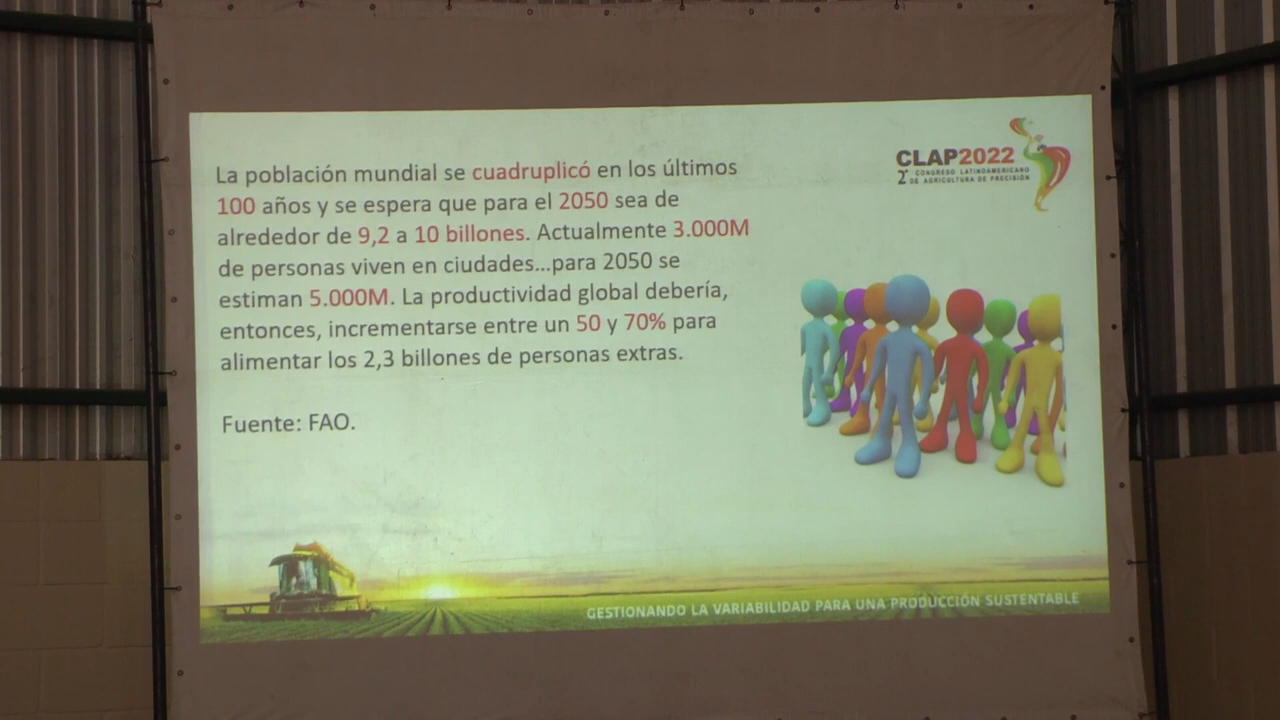 La población mundial se cuadruplicó en los últimos
100 años y se espera que para el 2050 sea de
alrededor de 9,2 a 10 billones. Actualmente 3.000M
de personas viven en ciudades...para 2050 se
estiman 5.000M. La productividad global debería,
entonces, incrementarse entre un 50 y 70% para
alimentar los 2,3 billones de personas extras.
Fuente: FAO.
CLAP2022
2º CONGRESO LATINOAMERICANO
DE AGRICULTURA DE PRECISIÓN
GESTIONANDO LA VARIABILIDAD PARA UNA PRODUCCIÓN SUSTENTABLE